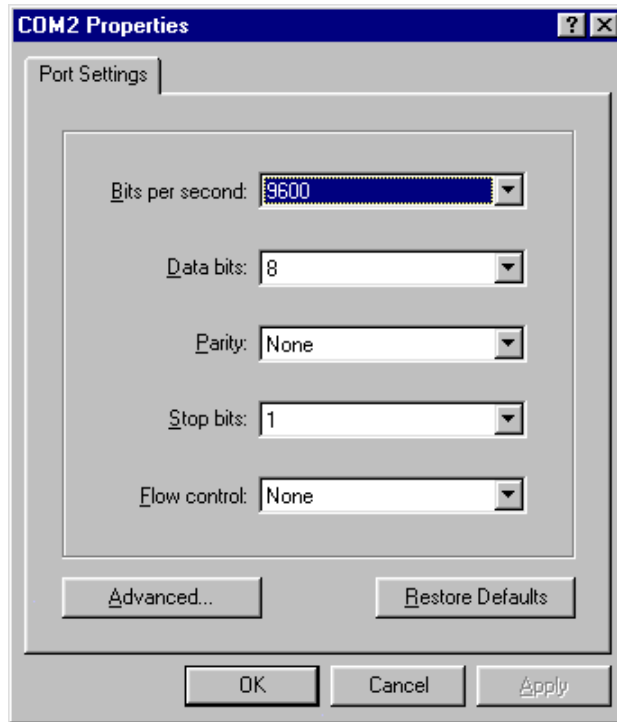 COM2 Properties
Port Settings
Bits per second: 9600
Data bits: 8
Parity: None
Stop bits: 1
Flow control: None
Advanced... Restore Defaults
OK Cancel Apply